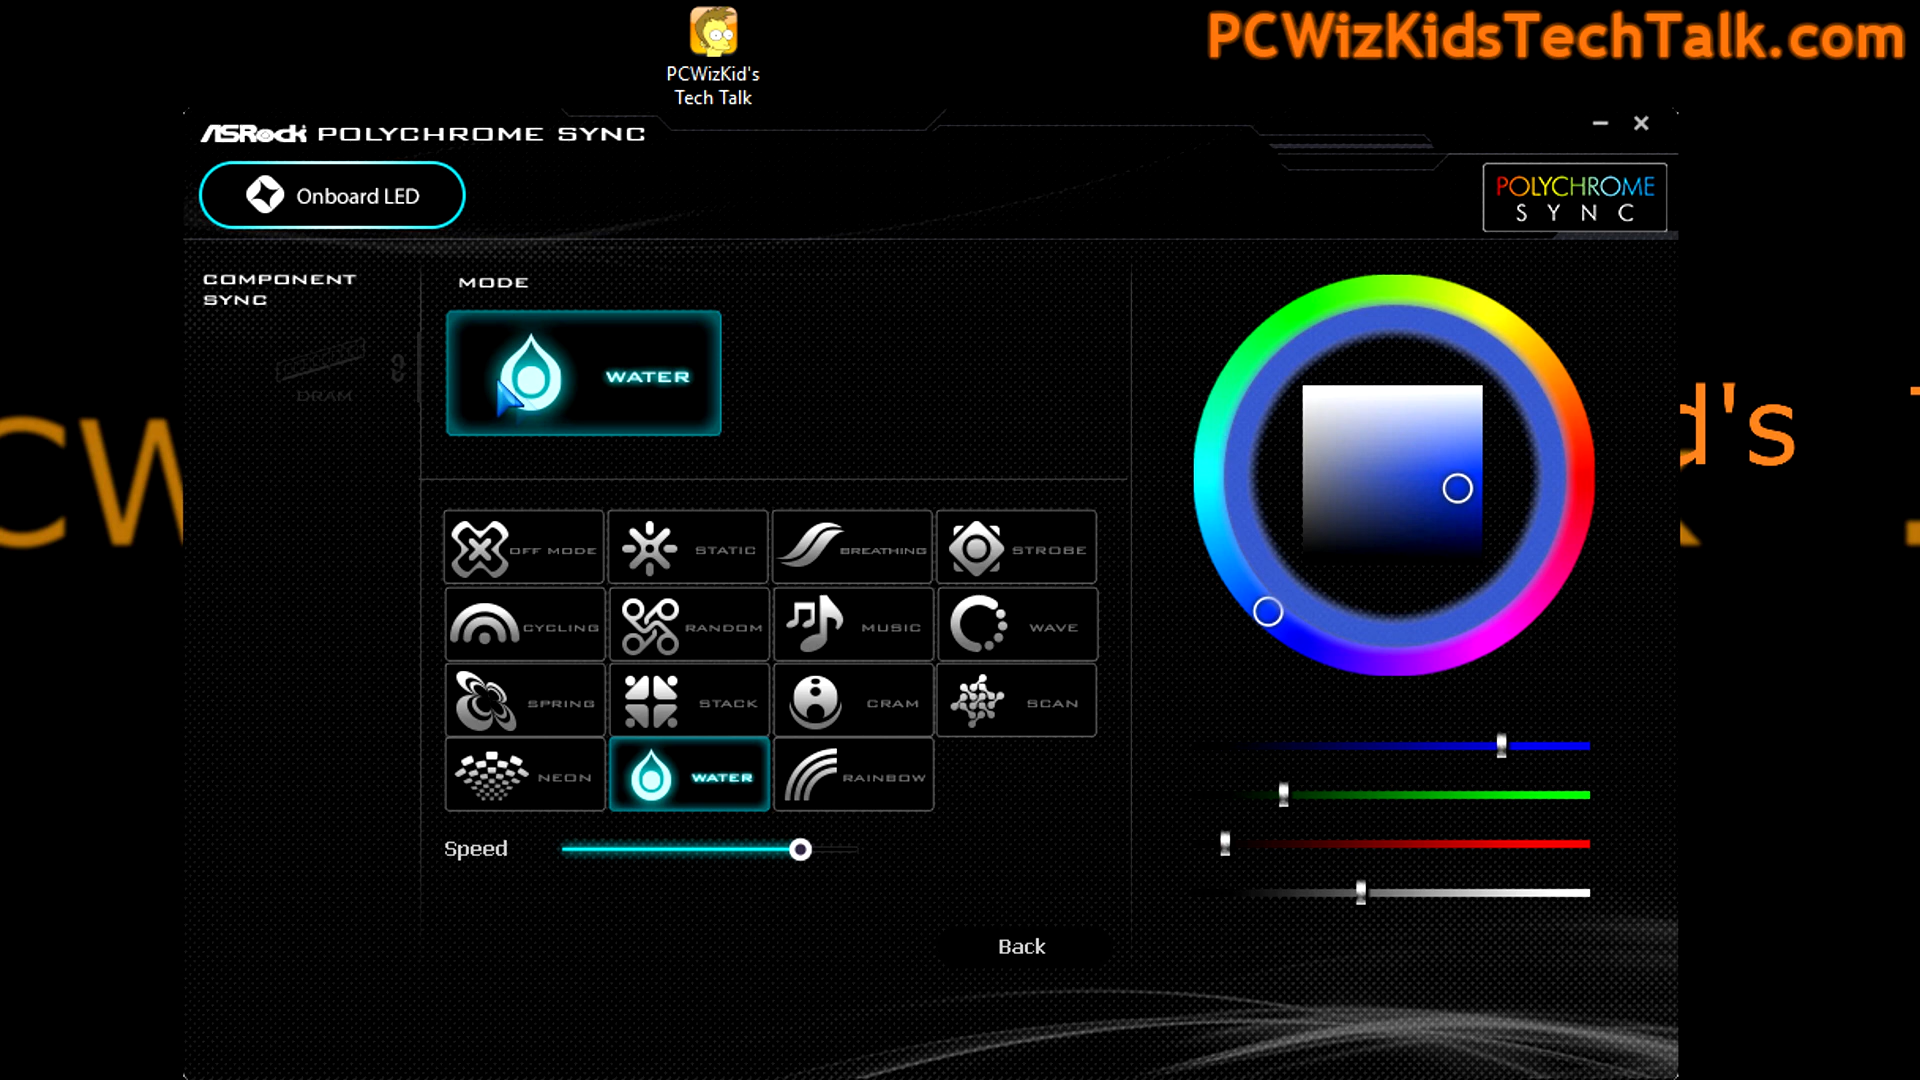 PCWizKidsTechTalk.com
PCWizKid's
Tech Talk
ASRock POLYCHROME SYNC
Onboard LED
POLYCHROME
SYNC
COMPONENT
SYNC
MODE
DRAM
WATER
CW
d's
OFF MODE
STATIC
BREATHING
STROBE
CYCLING
RANDOM
MUSIC
WAVE
SPRING
STACK
CRAM
SCAN
NEON
WATER
RAINBOW
Speed
Back